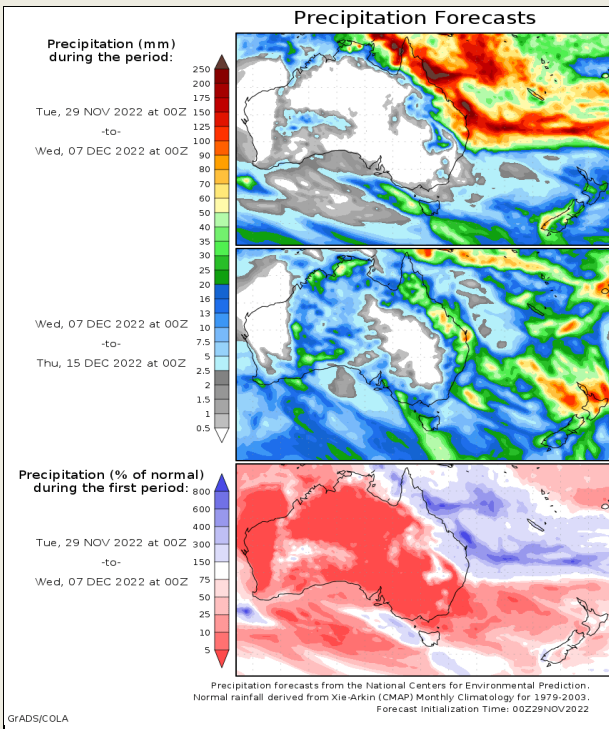 Precipitation Forecasts
Precipitation (mm)
during the period:
Tue, 29 NOV 2022 at 00Z
-to-
Wed, 07 DEC 2022 at 00Z
250
200
175
150
125
100
90
80
70
60
50
40
35
30
25
20
16
13
10
7.5
5
2.5
2
1.5
1
0.5
Wed, 07 DEC 2022 at 00Z
-to-
Thu, 15 DEC 2022 at 00Z
Precipitation (% of normal)
during the first period:
Tue, 29 NOV 2022 at 00Z
-to-
Wed, 07 DEC 2022 at 00Z
800
600
400
300
150
75
50
25
10
5
Precipitation forecasts from the National Centers for Environmental Prediction.
Normal rainfall derived from Xie-Arkin (CMAP) Monthly Climatology for 1979-2003.
Forecast Initialization Time: 00Z29NOV2022
GrADS/COLA